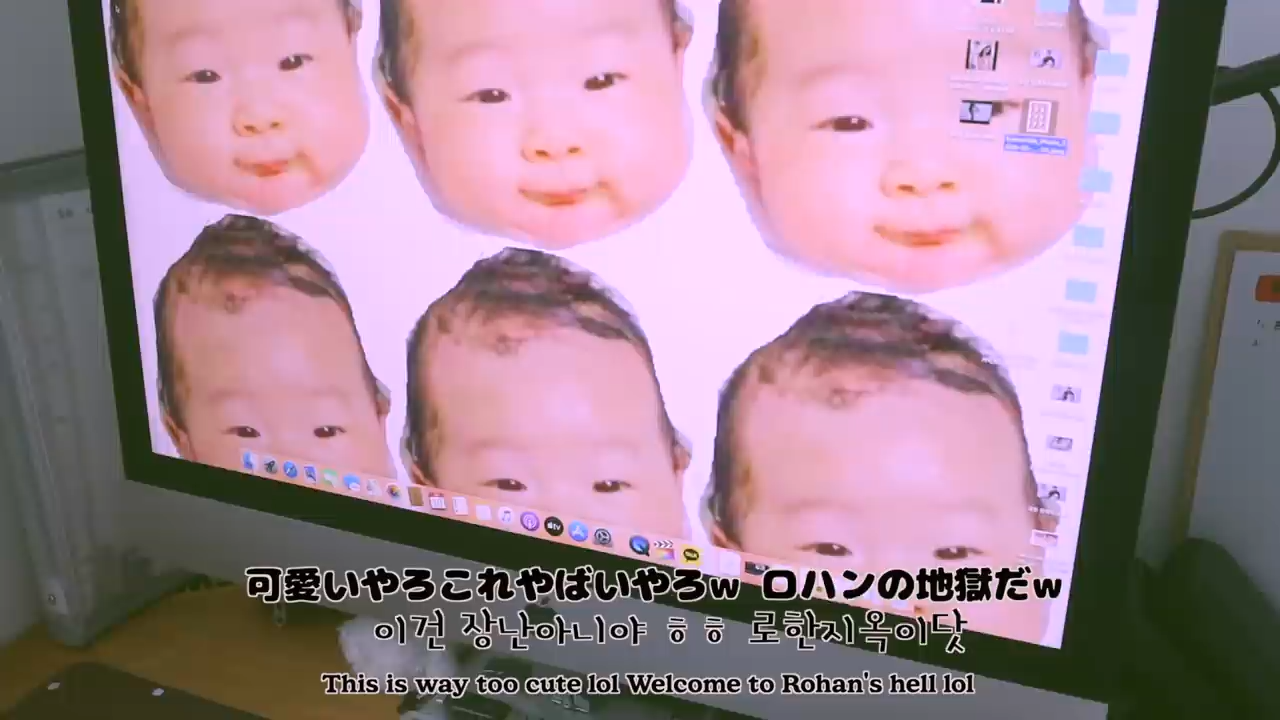 可愛いやろこれやばいやろw ロハンの地獄だw
이건 장난아니야 ㅎㅎ 로한지옥이닷
This is way too cute lol Welcome to Rohan's hell lol